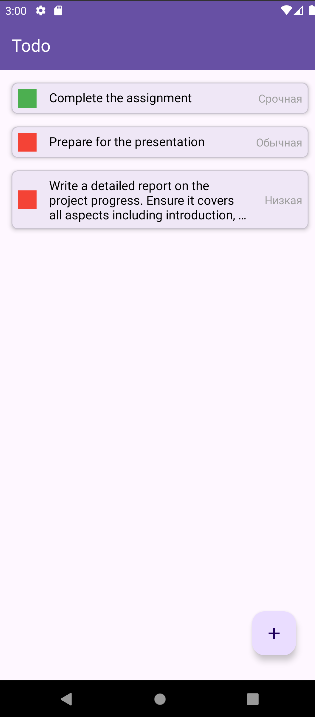 3:00
Todo
Complete the assignment
Срочная
Prepare for the presentation
Обычная
Write a detailed report on the
project progress. Ensure it covers
all aspects including introduction, ...
Низкая
+